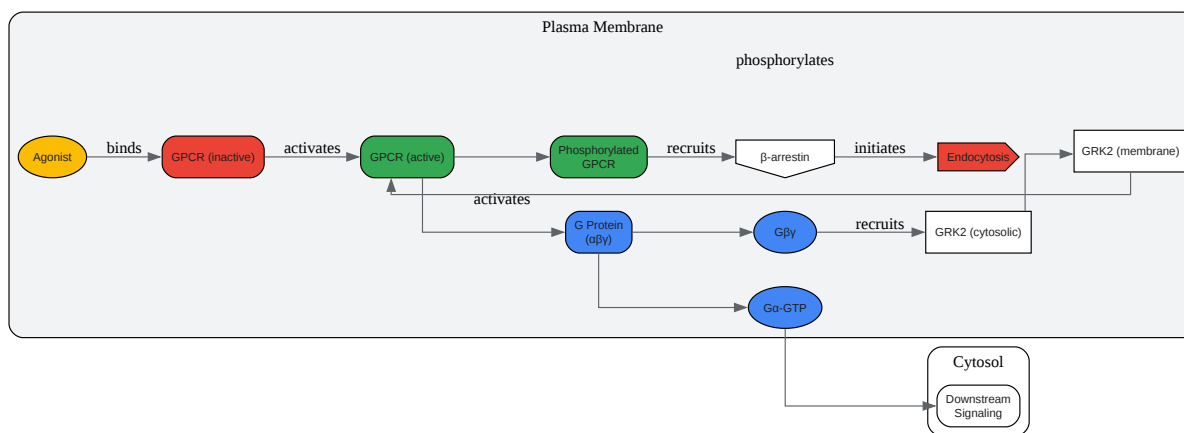 Plasma Membrane
phosphorylates
Agonist
binds
GPCR (inactive)
activates
GPCR (active)
Phosphorylated
GPCR
recruits
β-arrestin
initiates
Endocytosis
GRK2 (membrane)
activates
G Protein
(αβγ)
Gβγ
recruits
GRK2 (cytosolic)
Gα-GTP
Cytosol
Downstream
Signaling